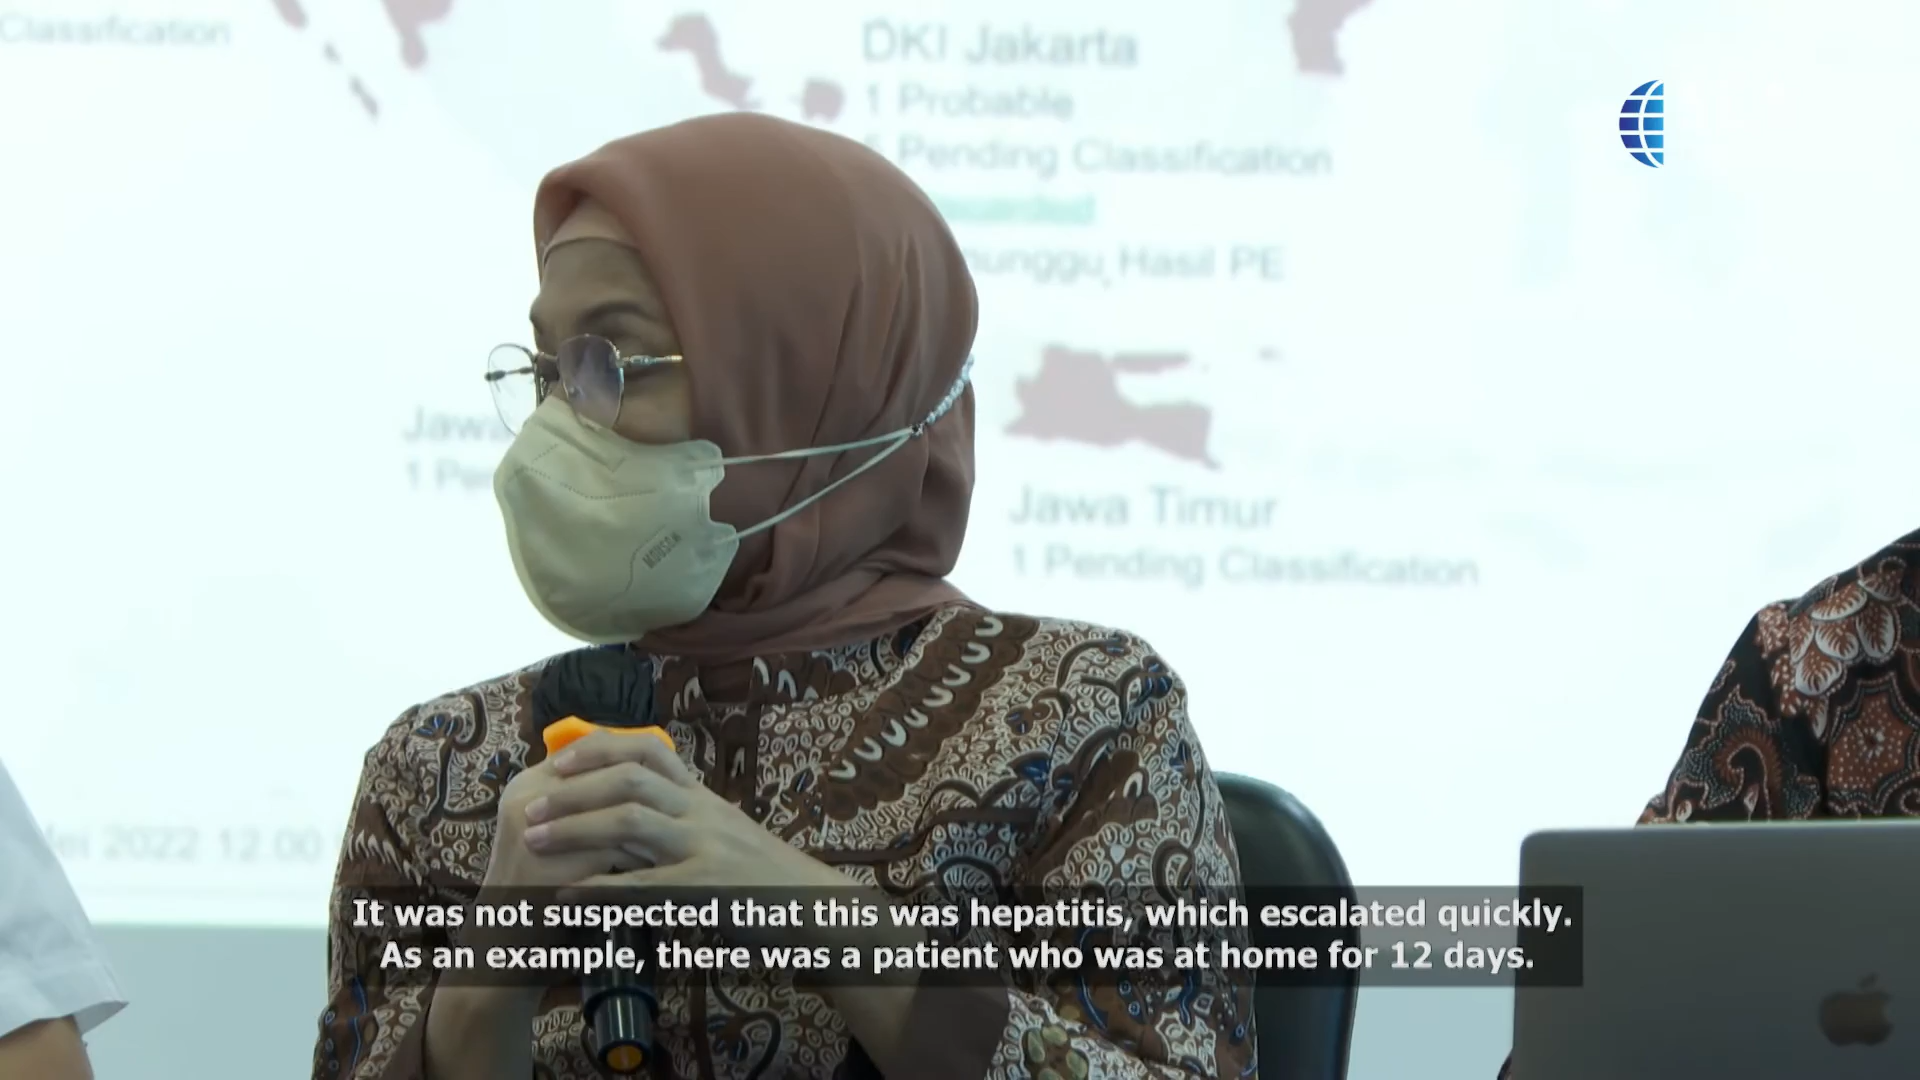 Classification
DKI Jakarta
1 Probable
Pending Classification
Hasil PE
Jawa
1
Jawa Timur
1 Pending Classification
2022 12.00
It was not suspected that this was hepatitis, which escalated quickly.
As an example, there was a patient who was at home for 12 days.